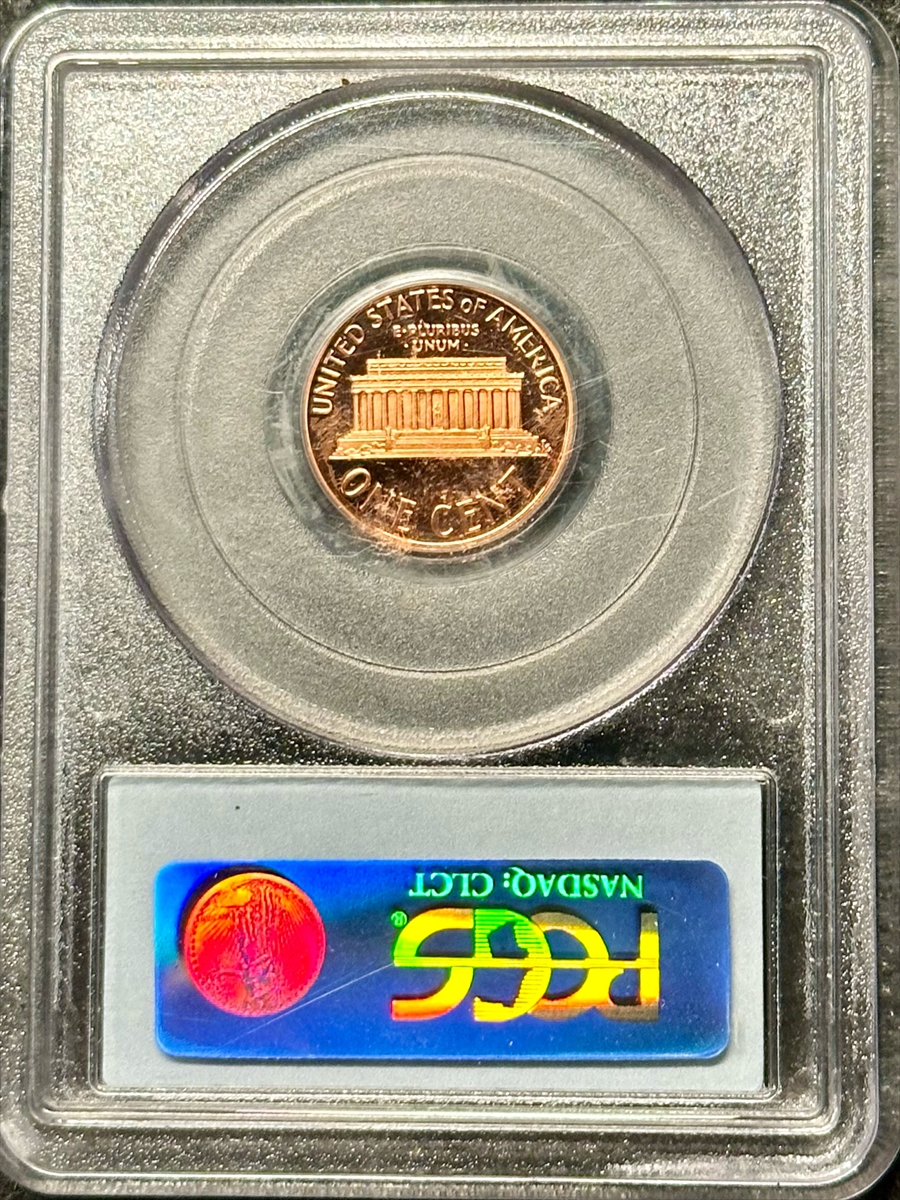 UNITED STATES OF AMERICA
E·PLURIBUS
·UNUM·
ONE CENT
NASDAQ: CLCT
PCGS®